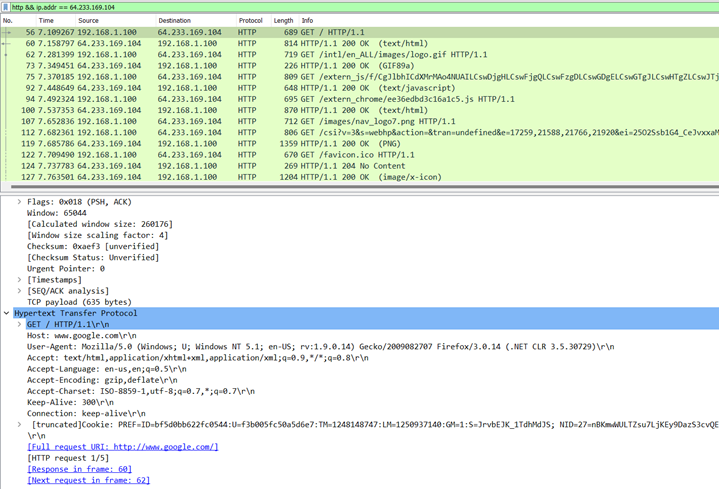 http && ip.addr == 64.233.169.104
No. Time Source Destination Protocol Length Info
56 7.109267 192.168.1.100 64.233.169.104 HTTP 689 GET / HTTP/1.1
60 7.158797 64.233.169.104 192.168.1.100 HTTP 814 HTTP/1.1 200 OK (text/html)
62 7.281399 192.168.1.100 64.233.169.104 HTTP 719 GET /intl/en_ALL/images/logo.gif HTTP/1.1
73 7.349451 64.233.169.104 192.168.1.100 HTTP 226 HTTP/1.1 200 OK (GIF89a)
75 7.370185 192.168.1.100 64.233.169.104 HTTP 809 GET
92 7.448649 64.233.169.104 192.168.1.100 HTTP 648 HTTP/1.1 200 OK (text/javascript)
94 7.492324 192.168.1.100 64.233.169.104 HTTP 695 GET /extern_chrome/ee36edbd3c16a1c5.js HTTP/1.1
100 7.537353 64.233.169.104 192.168.1.100 HTTP 870 HTTP/1.1 200 OK (text/html)
107 7.652836 192.168.1.100 64.233.169.104 HTTP 712 GET /images/nav_logo7.png HTTP/1.1
112 7.682361 192.168.1.100 64.233.169.104 HTTP 806 GET
119 7.685786 64.233.169.104 192.168.1.100 HTTP 1359 HTTP/1.1 200 OK (PNG)
122 7.709490 192.168.1.100 64.233.169.104 HTTP 670 GET /favicon.ico HTTP/1.1
124 7.737783 64.233.169.104 192.168.1.100 HTTP 269 HTTP/1.1 204 No Content
127 7.763501 64.233.169.104 192.168.1.100 HTTP 1204 HTTP/1.1 200 OK (image/x-icon)
Flags: 0x018 (PSH, ACK)
Window: 65044
[Calculated window size: 260176]
[Window size scaling factor: 4]
Checksum: 0xaef3 [unverified]
[Checksum Status: Unverified]
Urgent Pointer: 0
[Timestamps]
[SEQ/ACK analysis]
TCP payload (635 bytes)
Hypertext Transfer Protocol
GET / HTTP/1.1\r\n
Host: www.google.com\r\n
User-Agent: Mozilla/5.0 (Windows; U; Windows NT 5.1; en-US; rv:1.9.0.14) Gecko/2009082707 Firefox/3.0.14 (.NET CLR 3.5.30729)\r\n
Accept: text/html,application/xhtml+xml,application/xml;q=0.9,*/*;q=0.8\r\n
Accept-Language: en-us,en;q=0.5\r\n
Accept-Encoding: gzip,deflate\r\n
Accept-Charset: ISO-8859-1,utf-8;q=0.7,*;q=0.7\r\n
Keep-Alive: 300\r\n
Connection: keep-alive\r\n
[truncated]Cookie: PREF=ID=bf5d0bb622fc0544:U=f3b005fc50a5d6e7:TM=1248148747:LM=1250937140:GM=1:S=JrvbEJK_1TdhMdJS;
\r\n
[Full request URI: http://www.google.com/]
[HTTP request 1/5]
[Response in frame: 60]
[Next request in frame: 62]